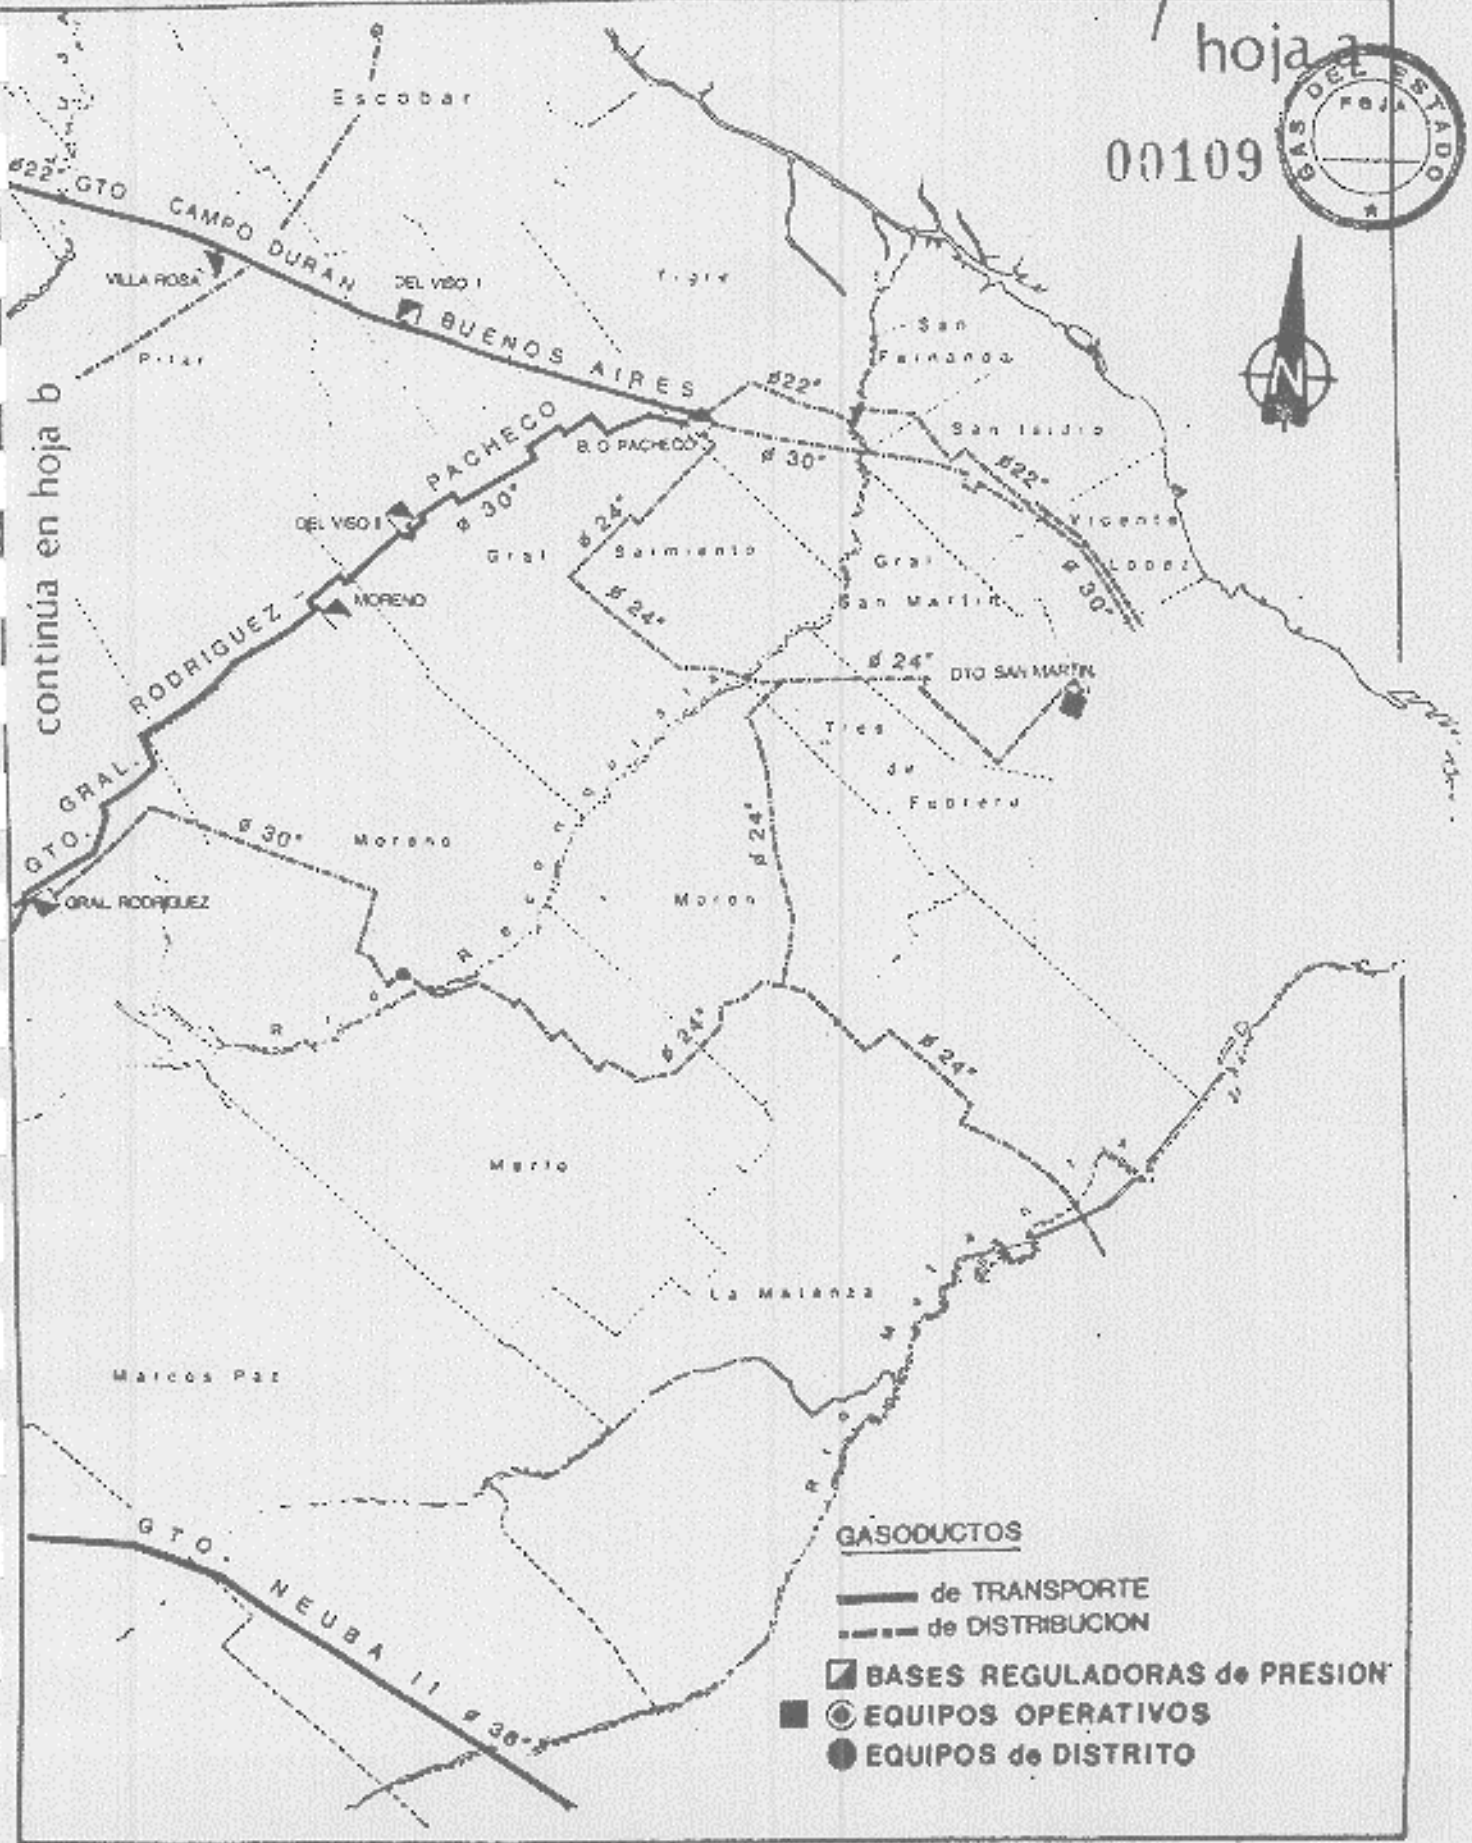 hoja a
GAS DEL ESTADO
FOJA
00109
N
continúa en hoja b
Escobar
ø22" GTO CAMPO DURAN BUENOS AIRES
VILLA ROSA
DEL VISO I
Pilar
Tigre
San
Fernando
ø22"
San Isidro
ø22"
B. O PACHECO
ø 30"
Vicente
Lopez
ø 30"
GTO. GRAL. RODRIGUEZ - PACHECO
ø 30"
DEL VISO II
MORENO
Gral Sarmiento
ø 24"
ø 24"
Gral
San Martin
ø 24"
DTO SAN MARTIN
Tres
de
Febrero
ø 24"
ø 30"
Moreno
GRAL RODRIGUEZ
Moron
Rio Reconquista
ø 24"
ø 24"
Merlo
La Matanza
Marcos Paz
Rio Matanza
GTO. NEUBA II ø 36"
GASODUCTOS
de TRANSPORTE
de DISTRIBUCION
BASES REGULADORAS de PRESION
EQUIPOS OPERATIVOS
EQUIPOS de DISTRITO